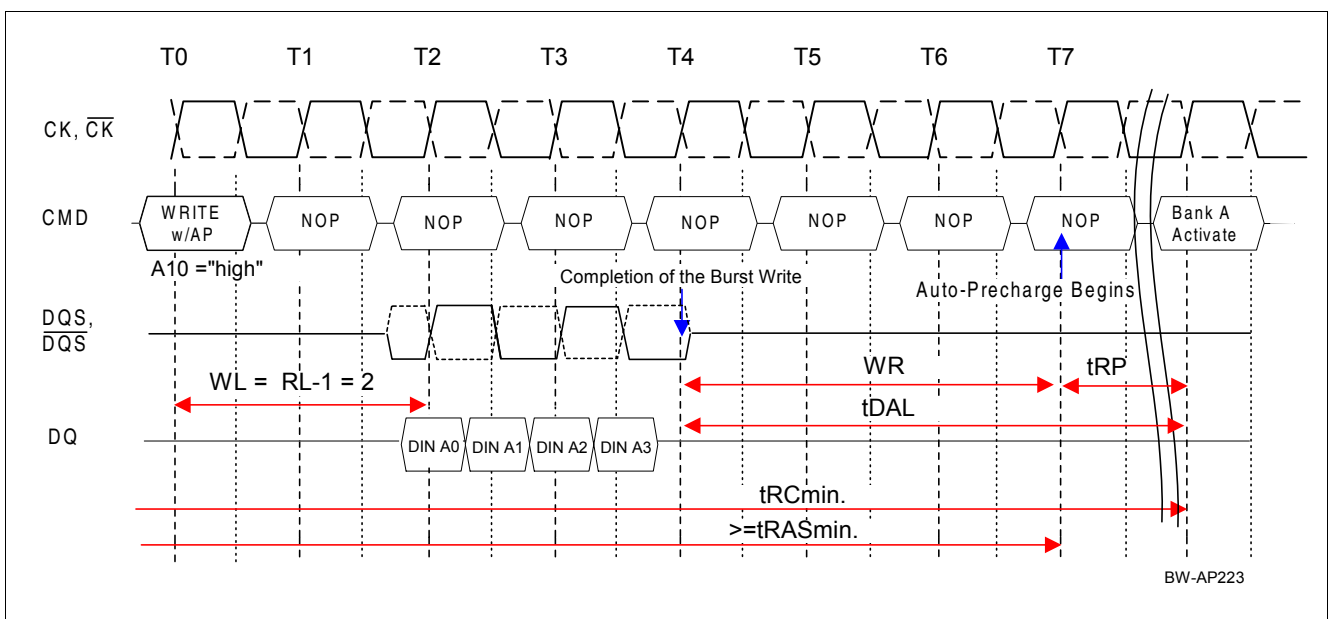 T0 T1 T2 T3 T4 T5 T6 T7
CK, CK
CMD
WRITE
w/AP
NOP
NOP
NOP
NOP
NOP
NOP
NOP
Bank A
Activate
A10 ="high"
Completion of the Burst Write
Auto-Precharge Begins
DQS,
DQS
WL = RL-1 = 2
WR
tRP
tDAL
DQ
DIN A0
DIN A1
DIN A2
DIN A3
tRCmin.
>=tRASmin.
BW-AP223